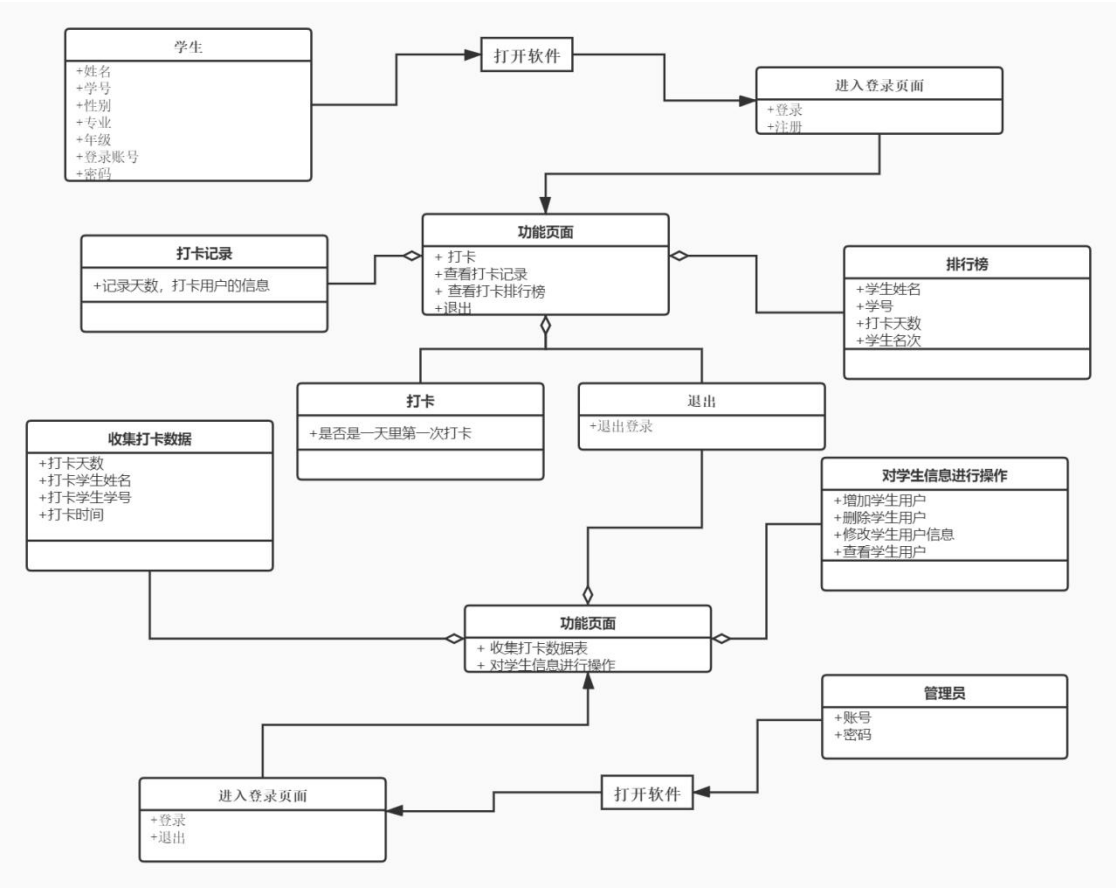 学生
+姓名
+学号
+性别
+专业
+年级
+登录账号
+密码
打开软件
进入登录页面
+登录
+注册
打卡记录
+记录天数，打卡用户的信息
功能页面
+ 打卡
+查看打卡记录
+ 查看打卡排行榜
+退出
排行榜
+学生姓名
+学号
+打卡天数
+学生名次
打卡
+是否是一天里第一次打卡
退出
+退出登录
收集打卡数据
+打卡天数
+打卡学生姓名
+打卡学生学号
+打卡时间
对学生信息进行操作
+增加学生用户
+删除学生用户
+修改学生用户信息
+查看学生用户
功能页面
+ 收集打卡数据表
+ 对学生信息进行操作
管理员
+账号
+密码
打开软件
进入登录页面
+登录
+退出